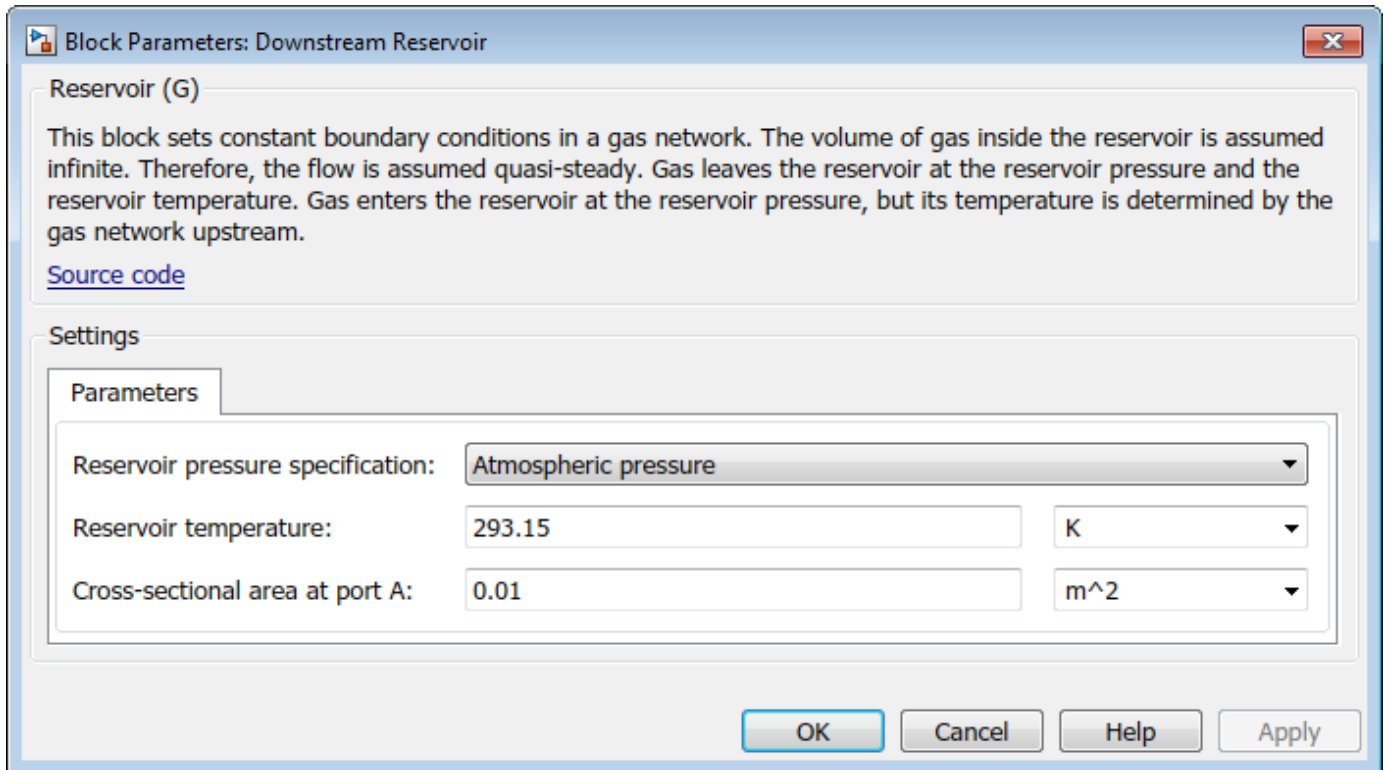 Block Parameters: Downstream Reservoir
Reservoir (G)
This block sets constant boundary conditions in a gas network. The volume of gas inside the reservoir is assumed
infinite. Therefore, the flow is assumed quasi-steady. Gas leaves the reservoir at the reservoir pressure and the
reservoir temperature. Gas enters the reservoir at the reservoir pressure, but its temperature is determined by the
gas network upstream.
Source code
Settings
Parameters
Reservoir pressure specification: Atmospheric pressure
Reservoir temperature: 293.15 K
Cross-sectional area at port A: 0.01 m^2
OK Cancel Help Apply